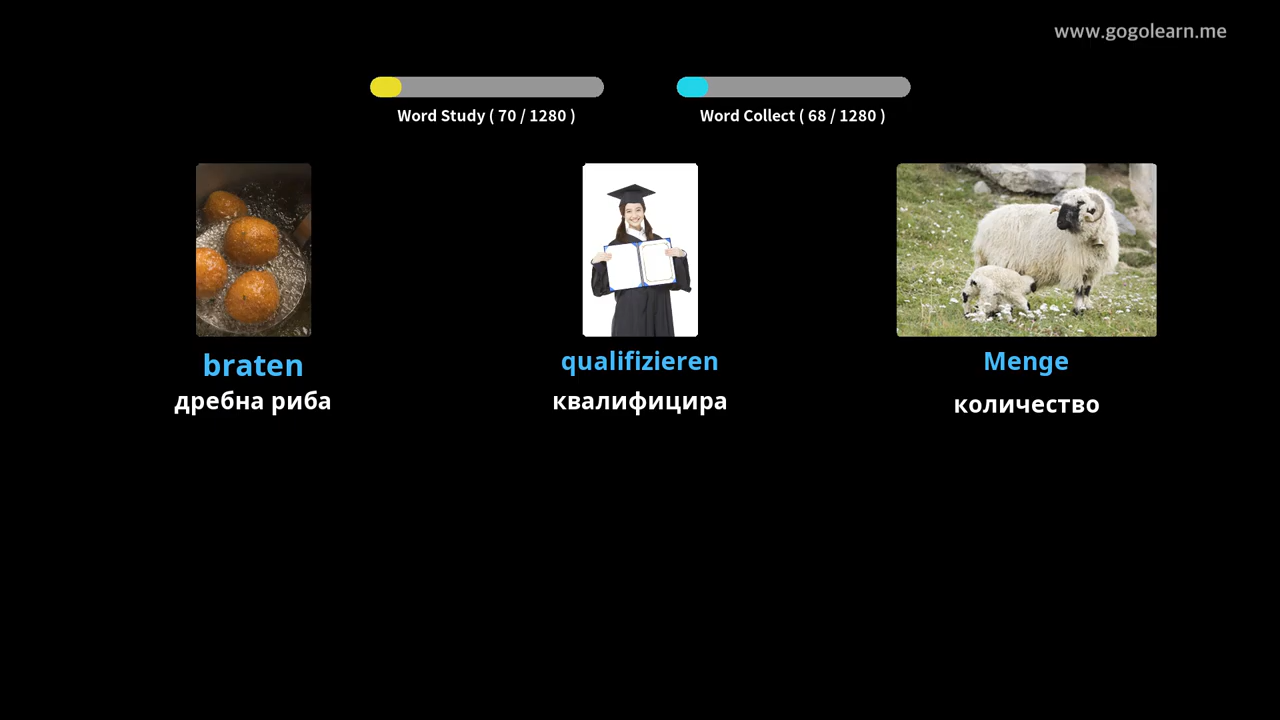 www.gogolearn.me
Word Study ( 70 / 1280 )
Word Collect ( 68 / 1280 )
braten
qualifizieren
Menge
дребна риба
квалифицира
количество